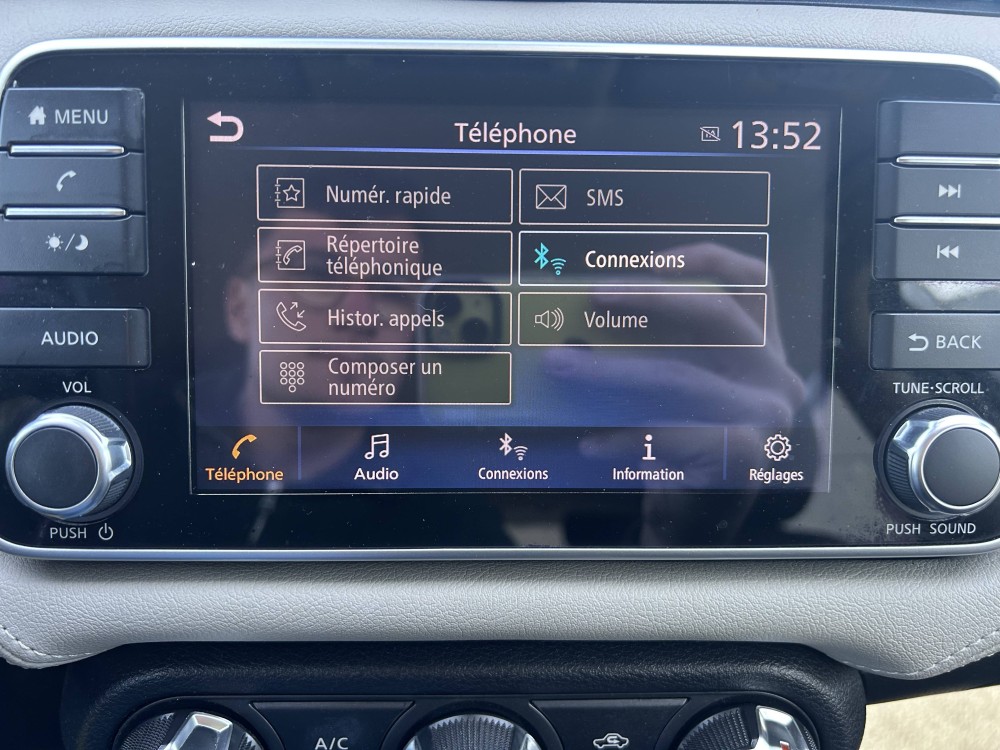 MENU
Téléphone
TA
13:52
Numér. rapide
SMS
Répertoire
téléphonique
Connexions
Histor. appels
Volume
Composer un
numéro
AUDIO
BACK
VOL
TUNE·SCROLL
Téléphone
Audio
Connexions
Information
Réglages
PUSH
PUSH SOUND
A/C